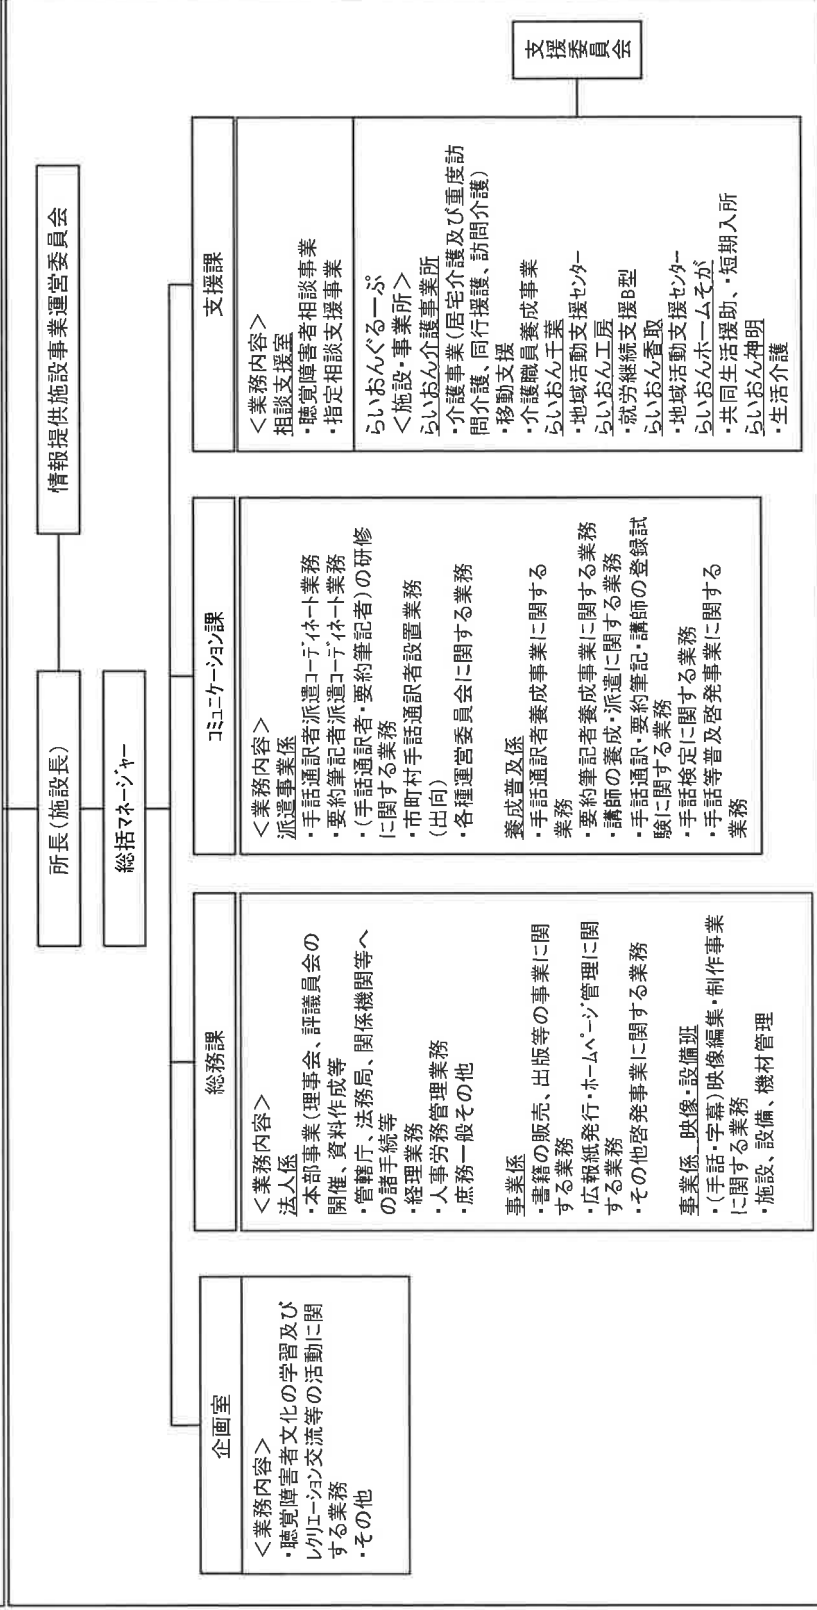 所長(施設長)
情報提供施設事業運営委員会
総括マネージャー
企画室
<業務内容>
・聴覚障害者文化の学習及び
レクリエーション交流等の活動に関
する業務
・その他
総務課
<業務内容>
法人係
・本部事業(理事会、評議員会の
開催、資料作成等
・管轄庁、法務局、関係機関等へ
の諸手続等
・経理業務
・人事労務管理業務
・庶務一般その他
事業係
・書籍の販売、出版等の事業に関
する業務
・広報紙発行・ホームページ管理に関
する業務
・その他啓発事業に関する業務
事業係 映像・設備班
・(手話・字幕)映像編集・制作事業
に関する業務
・施設、設備、機材管理
コミュニケーション課
<業務内容>
派遣事業係
・手話通訳者派遣コーディネート業務
・要約筆記者派遣コーディネート業務
・(手話通訳者・要約筆記者)の研修
に関する業務
・市町村手話通訳者設置業務
(出向)
・各種運営委員会に関する業務
養成普及係
・手話通訳者養成事業に関する
業務
・要約筆記者養成事業に関する業務
・講師の養成・派遣に関する業務
・手話通訳・要約筆記・講師の登録試
験に関する業務
・手話検定に関する業務
・手話等普及啓発事業に関する
業務
支援課
<業務内容>
相談支援室
・聴覚障害者相談事業
・指定相談支援事業
らいおんぐるーぷ
<施設・事業所>
らいおん介護事業所
・介護事業(居宅介護及び重度訪
問介護、同行援護、訪問介護)
・移動支援
・介護職員養成事業
らいおん千葉
・地域活動支援センター
らいおん工房
・就労継続支援B型
らいおん香取
・地域活動支援センター
らいおんホームそが
・共同生活援助、・短期入所
らいおん神明
・生活介護
支援委員会